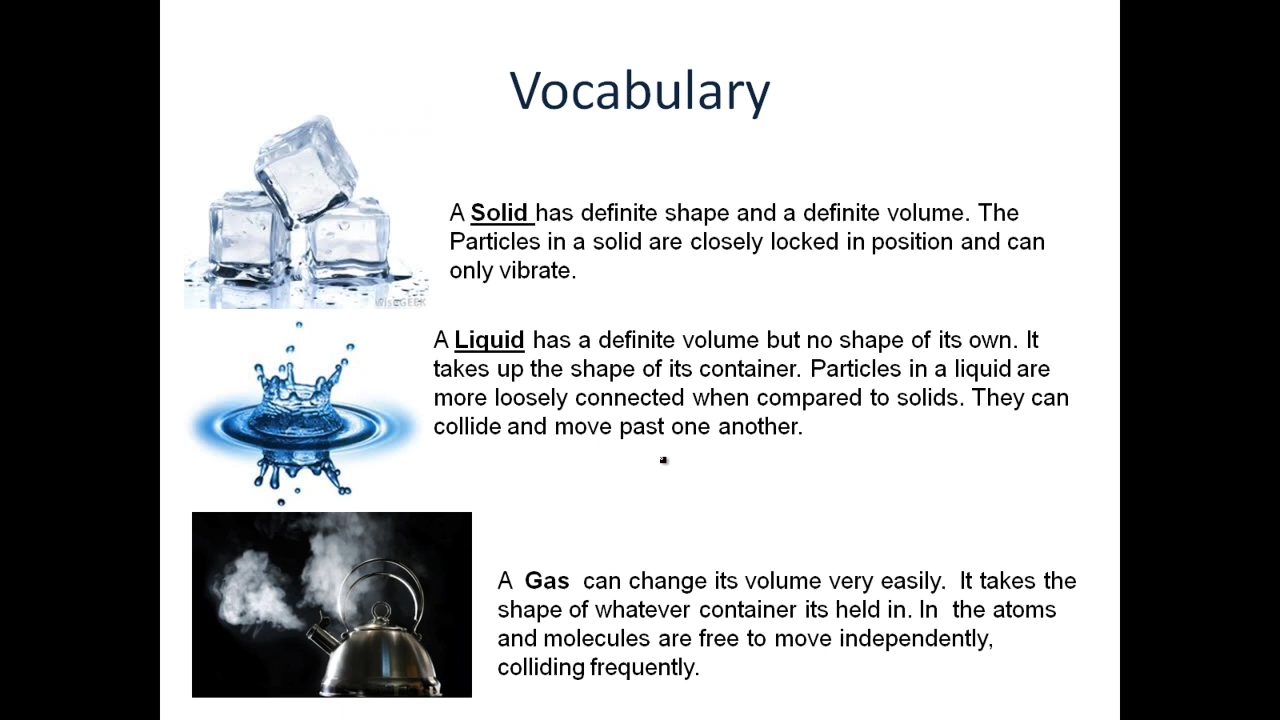 Vocabulary
A Solid has definite shape and a definite volume. The
Particles in a solid are closely locked in position and can
only vibrate.
wiseGEEK
A Liquid has a definite volume but no shape of its own. It
takes up the shape of its container. Particles in a liquid are
more loosely connected when compared to solids. They can
collide and move past one another.
A Gas can change its volume very easily. It takes the
shape of whatever container its held in. In the atoms
and molecules are free to move independently,
colliding frequently.